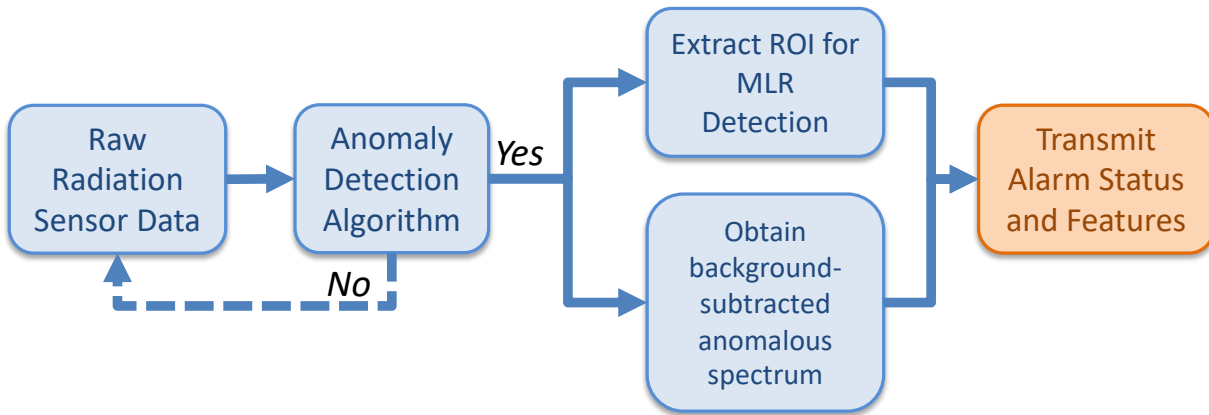 Raw
Radiation
Sensor Data
Anomaly
Detection
Algorithm
Yes
No
Extract ROI for
MLR
Detection
Obtain
background-
subtracted
anomalous
spectrum
Transmit
Alarm Status
and Features